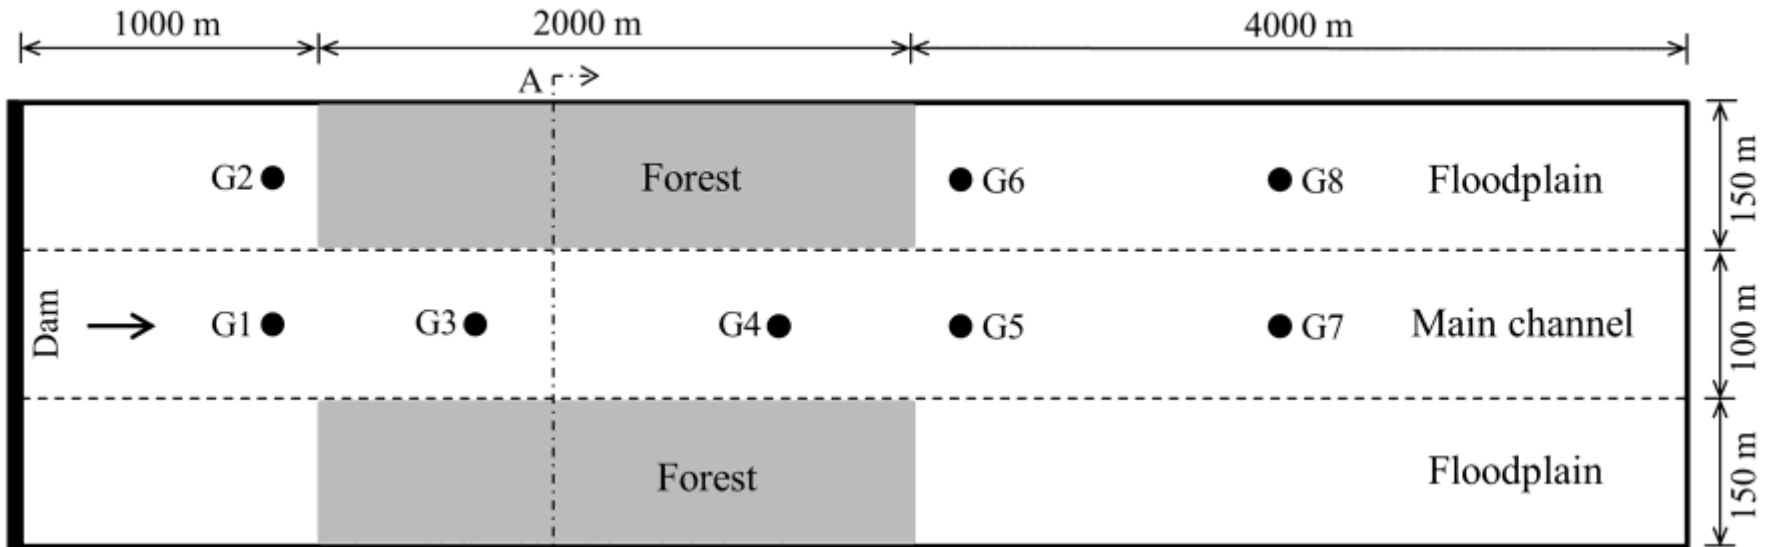 1000 m
2000 m
4000 m
A
G2
Forest
G6
G8
Floodplain
150 m
Dam
G1
G3
G4
G5
G7
Main channel
100 m
Forest
Floodplain
150 m